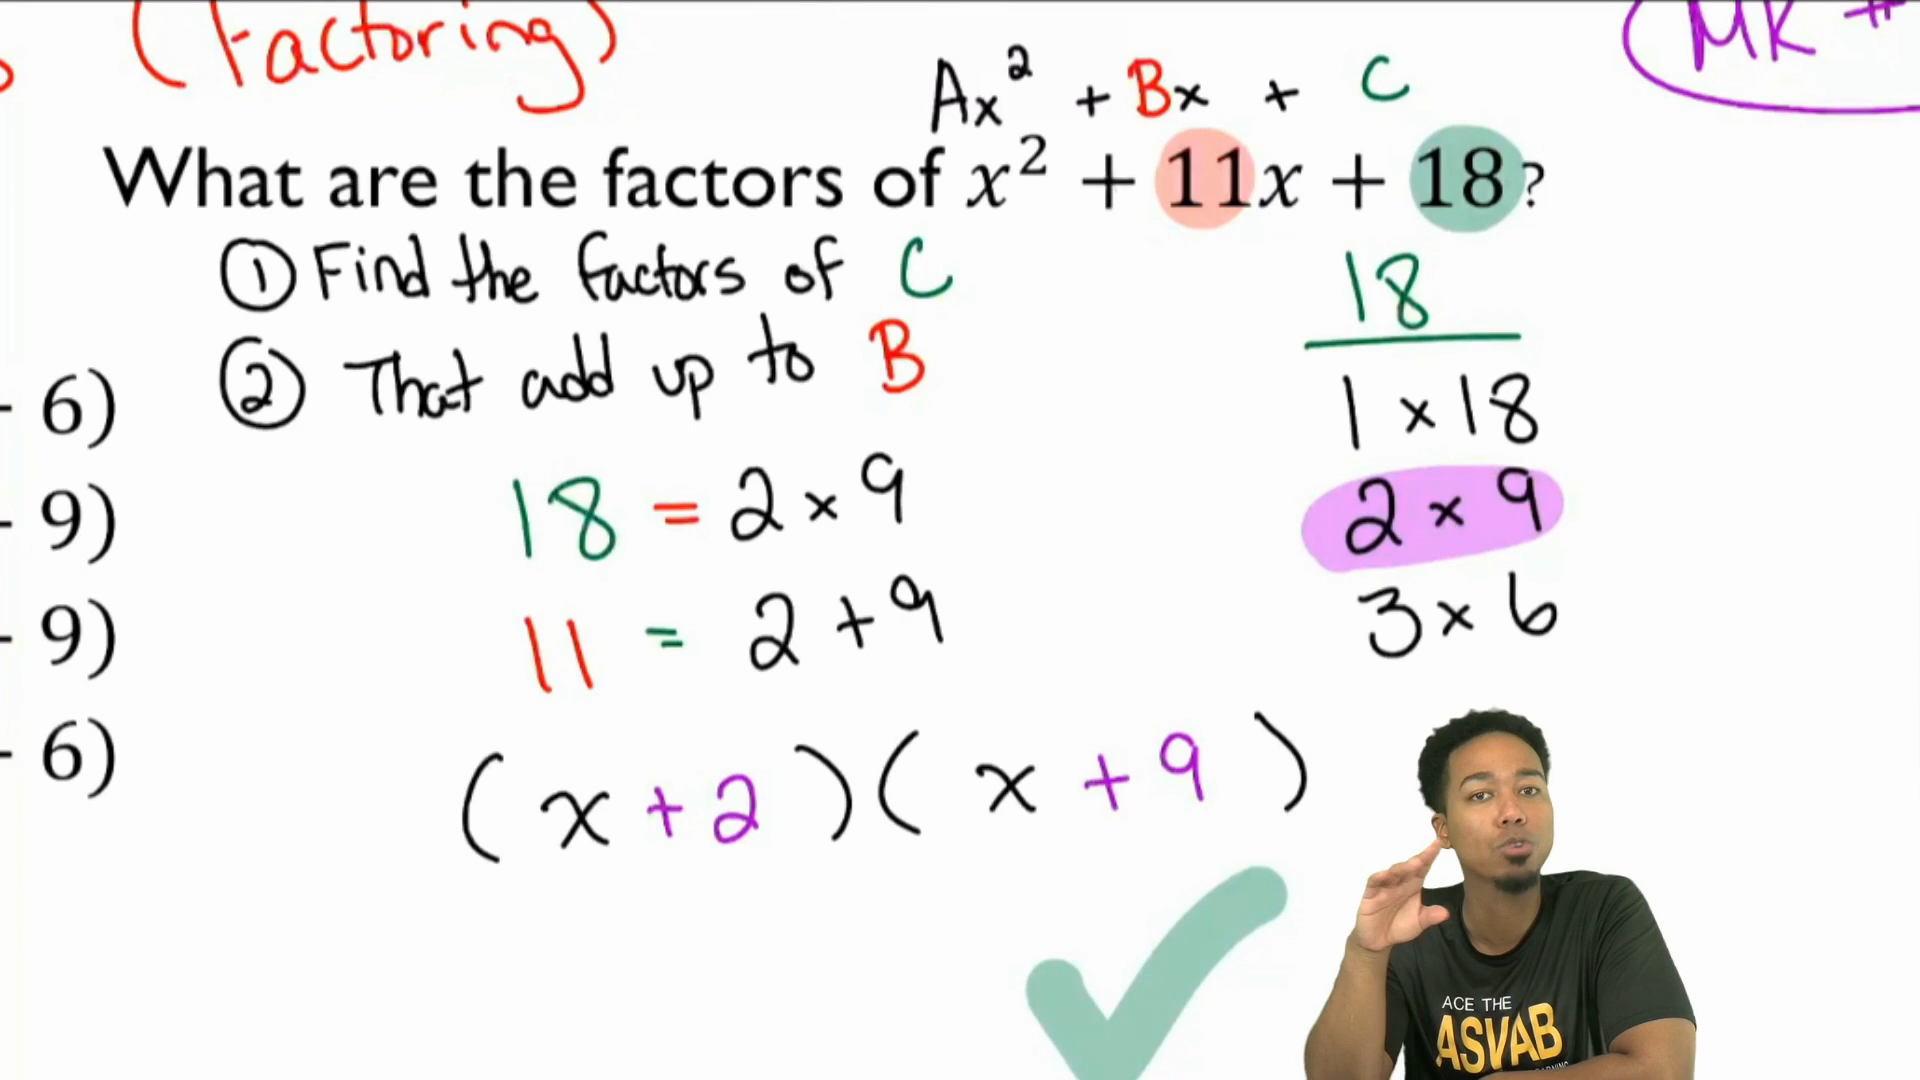 (Factoring)
MK #
Ax² + Bx + C
What are the factors of x² + 11x + 18?
① Find the factors of C
② That add up to B
18
1 x 18
2 x 9
3 x 6
- 6)
- 9)
- 9)
- 6)
18 = 2 x 9
11 = 2 + 9
(x + 2)(x + 9)
ACE THE
ASVAB